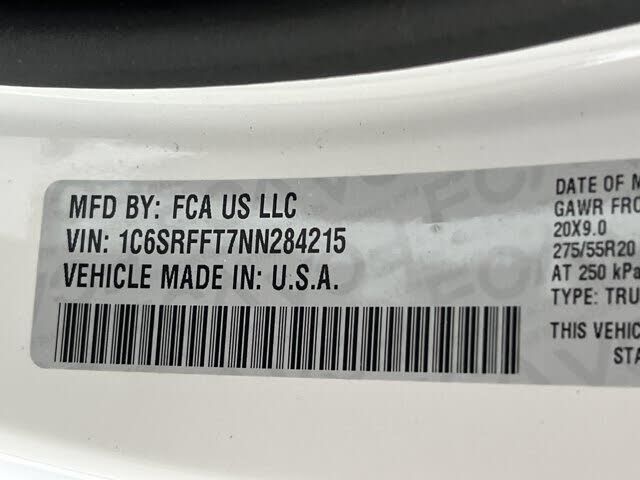 MFD BY: FCA US LLC
VIN: 1C6SRFFT7NN284215
VEHICLE MADE IN: U.S.A.
DATE OF M
GAWR FRO
20X9.0
275/55R20
AT 250 kPa
TYPE: TRU
THIS VEHIC
STA